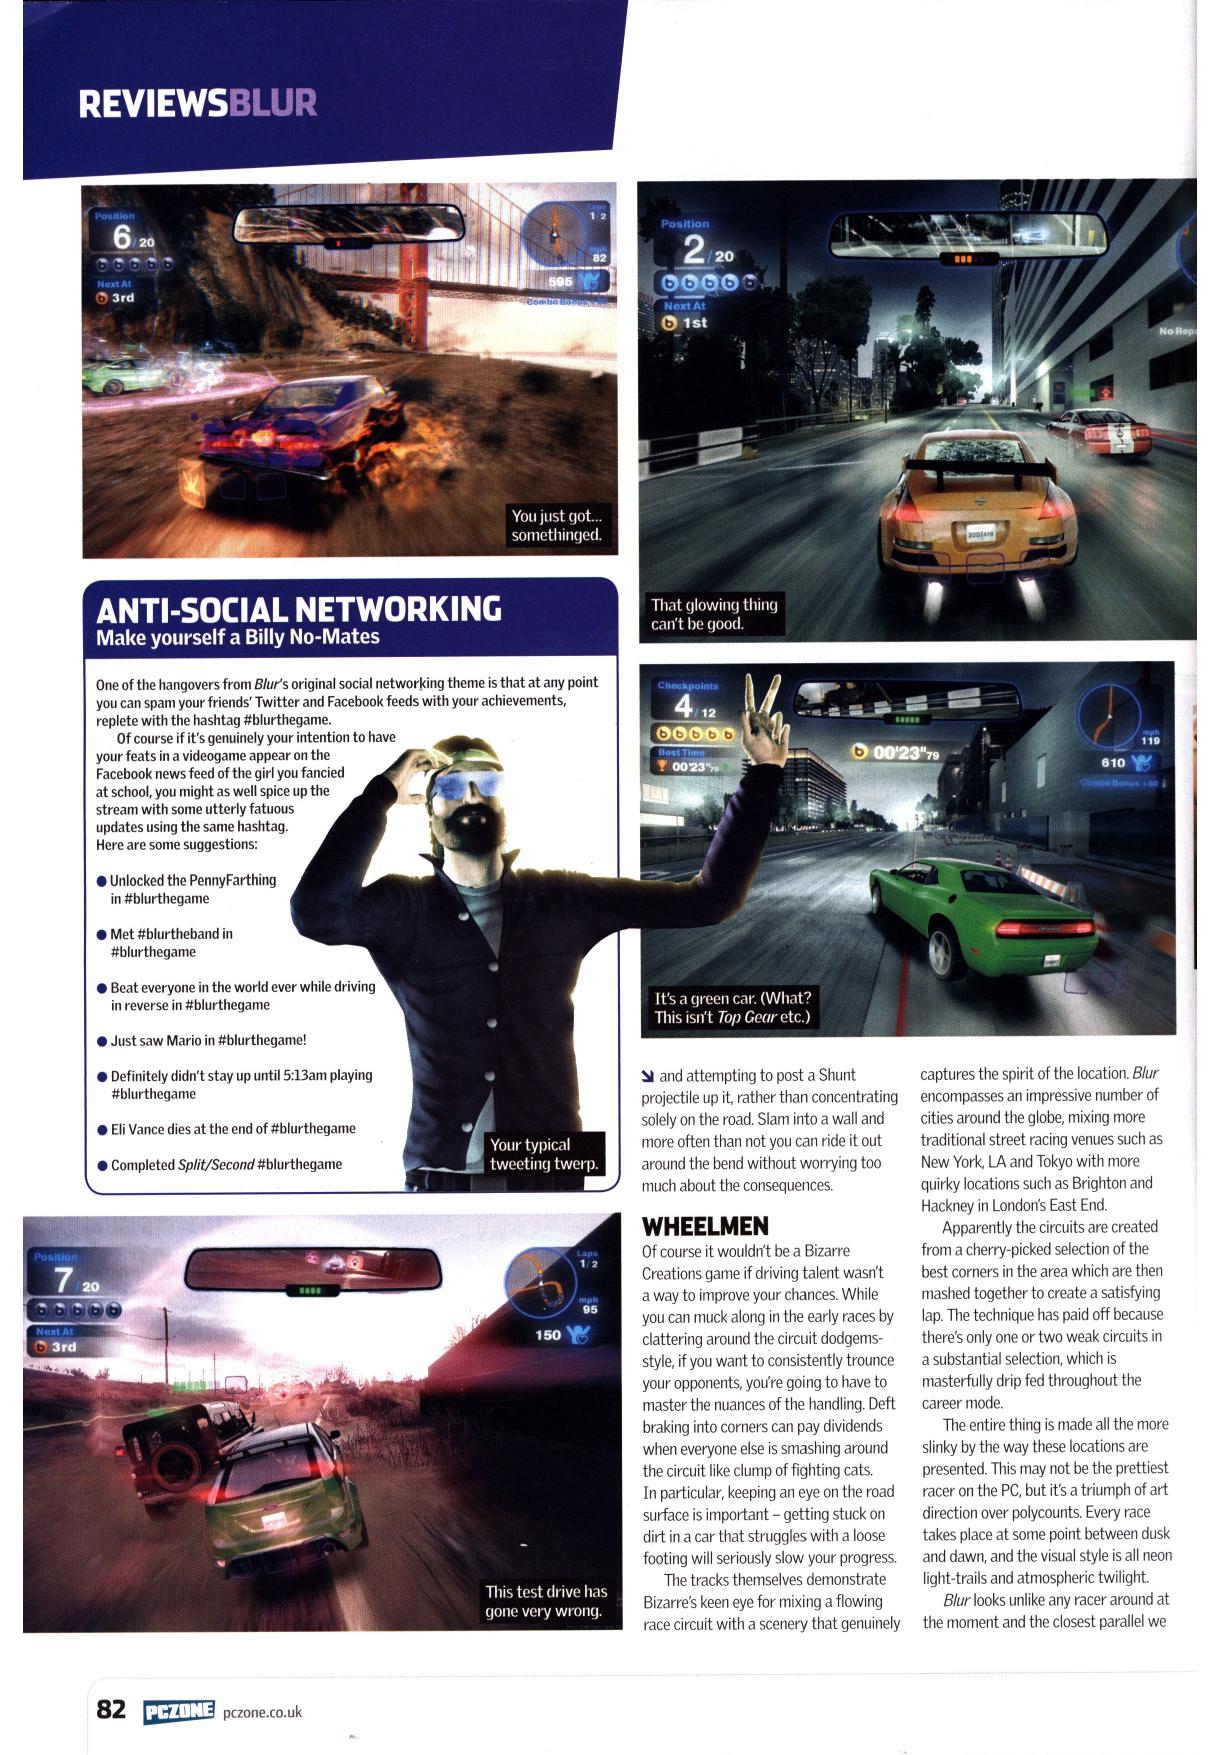 REVIEWSBLUR
Position
6/20
Next At
3rd
Laps
1/2
mph
82
595
You just got...
somethinged.
Position
2/20
Next At
1st
That glowing thing
can't be good.
ANTI-SOCIAL NETWORKING
Make yourself a Billy No-Mates
One of the hangovers from Blur's original social networking theme is that at any point
you can spam your friends' Twitter and Facebook feeds with your achievements,
replete with the hashtag #blurthegame.
Of course if it's genuinely your intention to have
your feats in a videogame appear on the
Facebook news feed of the girl you fancied
at school, you might as well spice up the
stream with some utterly fatuous
updates using the same hashtag.
Here are some suggestions:
● Unlocked the PennyFarthing
in #blurthegame
● Met #blurtheband in
#blurthegame
● Beat everyone in the world ever while driving
in reverse in #blurthegame
● Just saw Mario in #blurthegame!
● Definitely didn't stay up until 5:13am playing
#blurthegame
● Eli Vance dies at the end of #blurthegame
● Completed Split/Second #blurthegame
Your typical
tweeting twerp.
Checkpoints
4/12
Best Time
00'23"79
00'23"79
mph
119
610
Combo Bonus +60
It's a green car. (What?
This isn't Top Gear etc.)
Position
7/20
Next At
3rd
Laps
1/2
mph
95
150
This test drive has
gone very wrong.
and attempting to post a Shunt
projectile up it, rather than concentrating
solely on the road. Slam into a wall and
more often than not you can ride it out
around the bend without worrying too
much about the consequences.
WHEELMEN
Of course it wouldn't be a Bizarre
Creations game if driving talent wasn't
a way to improve your chances. While
you can muck along in the early races by
clattering around the circuit dodgems-
style, if you want to consistently trounce
your opponents, you're going to have to
master the nuances of the handling. Deft
braking into corners can pay dividends
when everyone else is smashing around
the circuit like clump of fighting cats.
In particular, keeping an eye on the road
surface is important – getting stuck on
dirt in a car that struggles with a loose
footing will seriously slow your progress.
The tracks themselves demonstrate
Bizarre's keen eye for mixing a flowing
race circuit with a scenery that genuinely
captures the spirit of the location. Blur
encompasses an impressive number of
cities around the globe, mixing more
traditional street racing venues such as
New York, LA and Tokyo with more
quirky locations such as Brighton and
Hackney in London's East End.
Apparently the circuits are created
from a cherry-picked selection of the
best corners in the area which are then
mashed together to create a satisfying
lap. The technique has paid off because
there's only one or two weak circuits in
a substantial selection, which is
masterfully drip fed throughout the
career mode.
The entire thing is made all the more
slinky by the way these locations are
presented. This may not be the prettiest
racer on the PC, but it's a triumph of art
direction over polycounts. Every race
takes place at some point between dusk
and dawn, and the visual style is all neon
light-trails and atmospheric twilight.
Blur looks unlike any racer around at
the moment and the closest parallel we
82 PCZONE pczone.co.uk